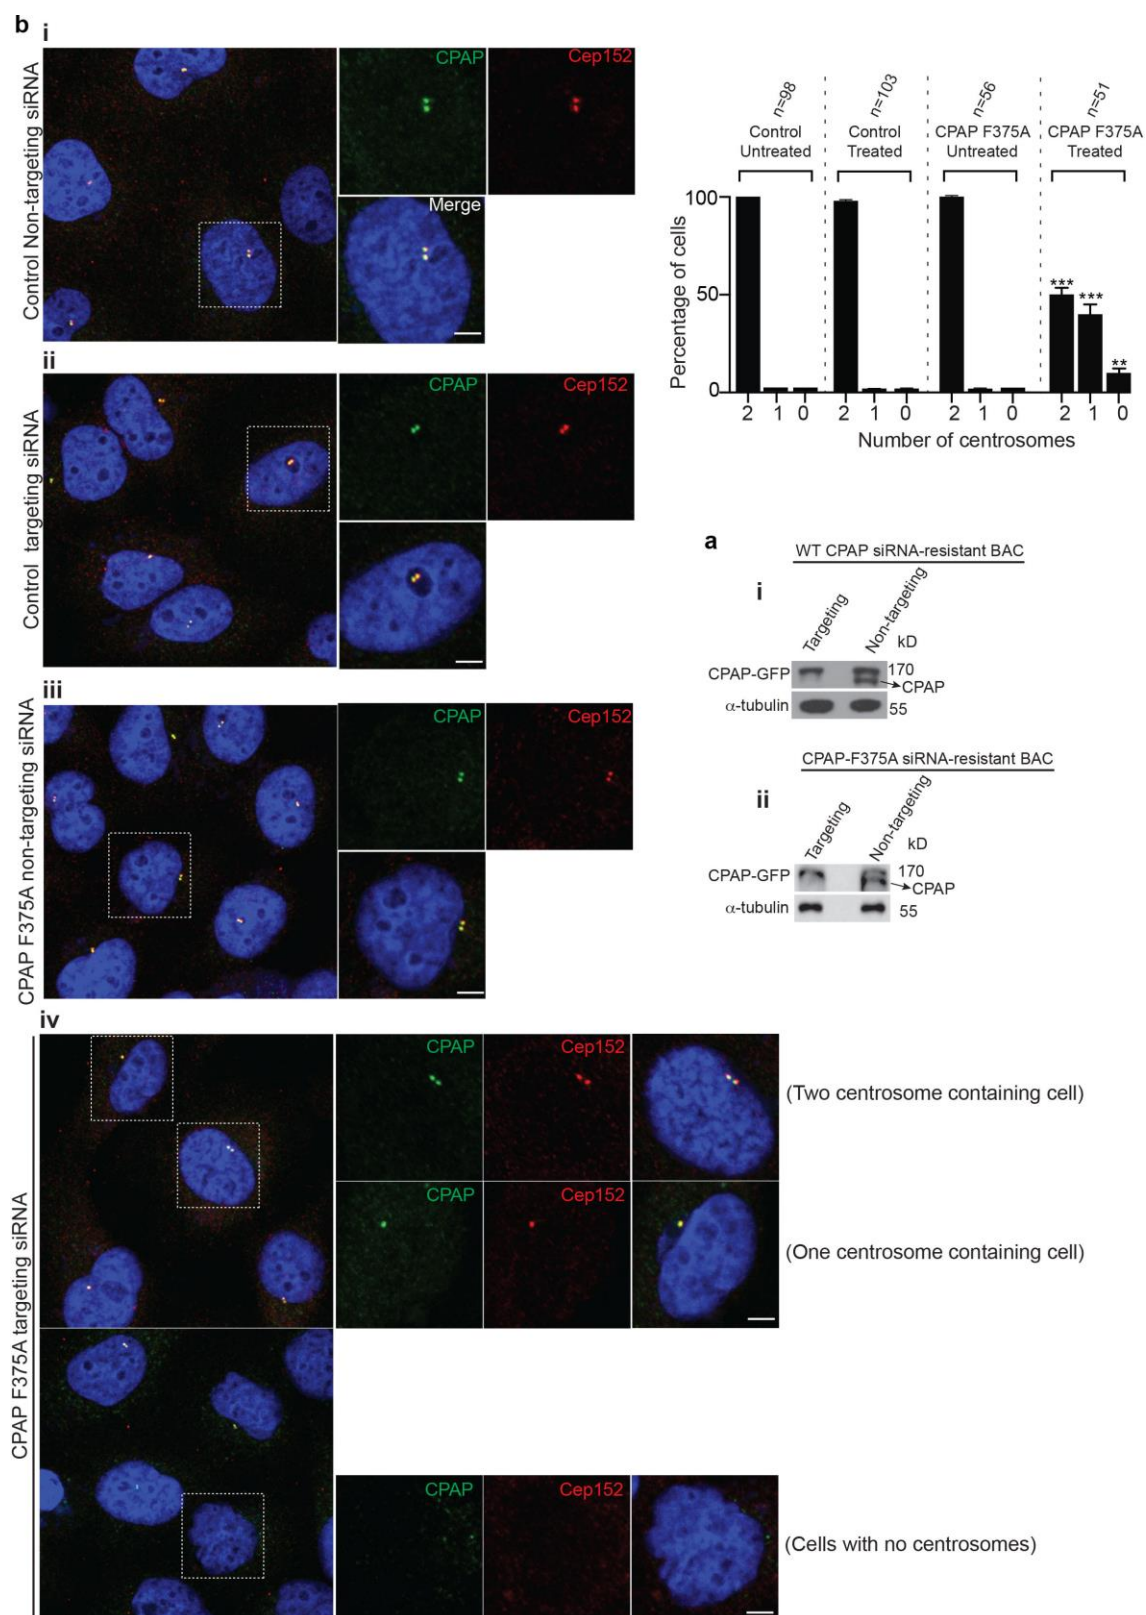 b
i
Control Non-targeting siRNA
CPAP
Cep152
Merge
ii
Control targeting siRNA
CPAP
Cep152
iii
CPAP F375A non-targeting siRNA
CPAP
Cep152
iv
CPAP F375A targeting siRNA
CPAP
Cep152
(Two centrosome containing cell)
CPAP
Cep152
(One centrosome containing cell)
CPAP
Cep152
(Cells with no centrosomes)
n=98
n=103
n=56
n=51
Control
Untreated
Control
Treated
CPAP F375A
Untreated
CPAP F375A
Treated
Percentage of cells
100
50
0
*** *** **
2 1 0 2 1 0 2 1 0 2 1 0
Number of centrosomes
a
WT CPAP siRNA-resistant BAC
i
Targeting
Non-targeting
kD
CPAP-GFP
170
CPAP
α-tubulin
55
CPAP-F375A siRNA-resistant BAC
ii
Targeting
Non-targeting
kD
CPAP-GFP
170
CPAP
α-tubulin
55